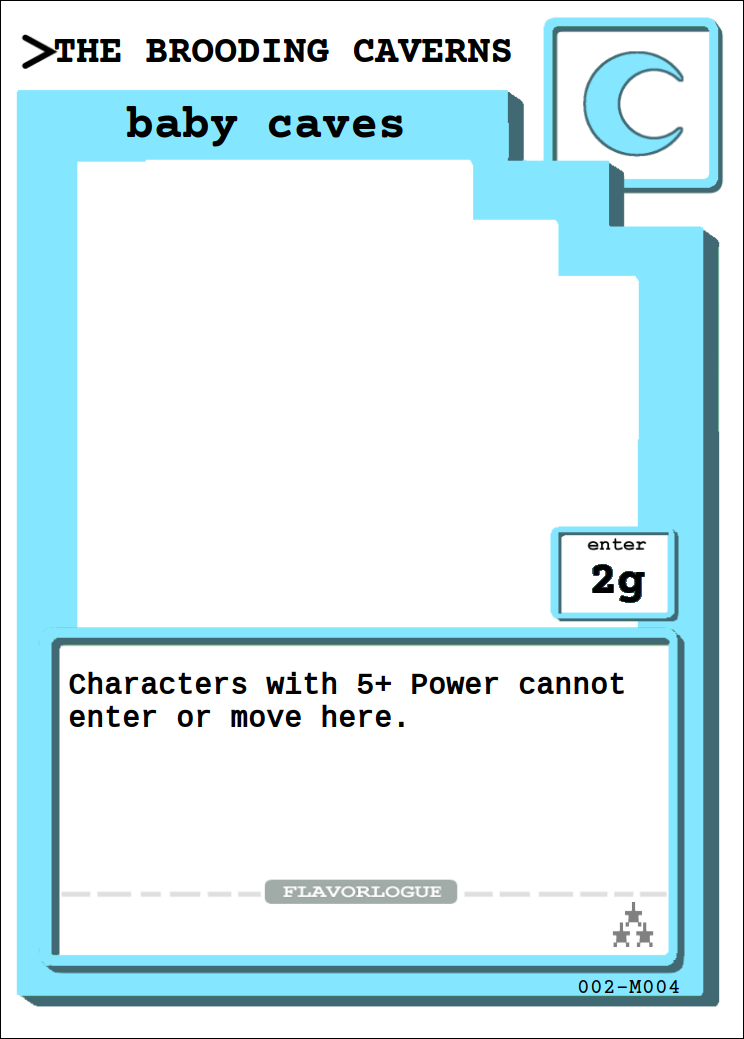 >THE BROODING CAVERNS
baby caves
enter
2g
Characters with 5+ Power cannot
enter or move here.
FLAVORLOGUE
002-M004